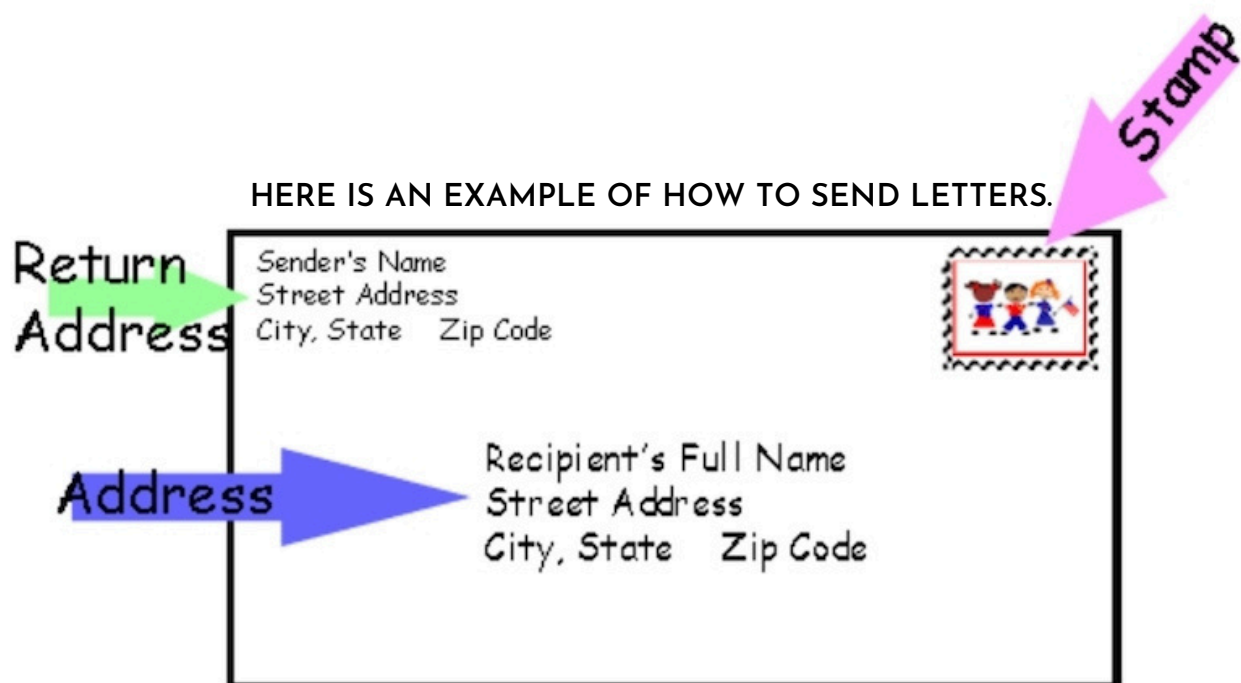 Stamp
HERE IS AN EXAMPLE OF HOW TO SEND LETTERS.
Return
Address
Sender's Name
Street Address
City, State Zip Code
Address
Recipient's Full Name
Street Address
City, State Zip Code